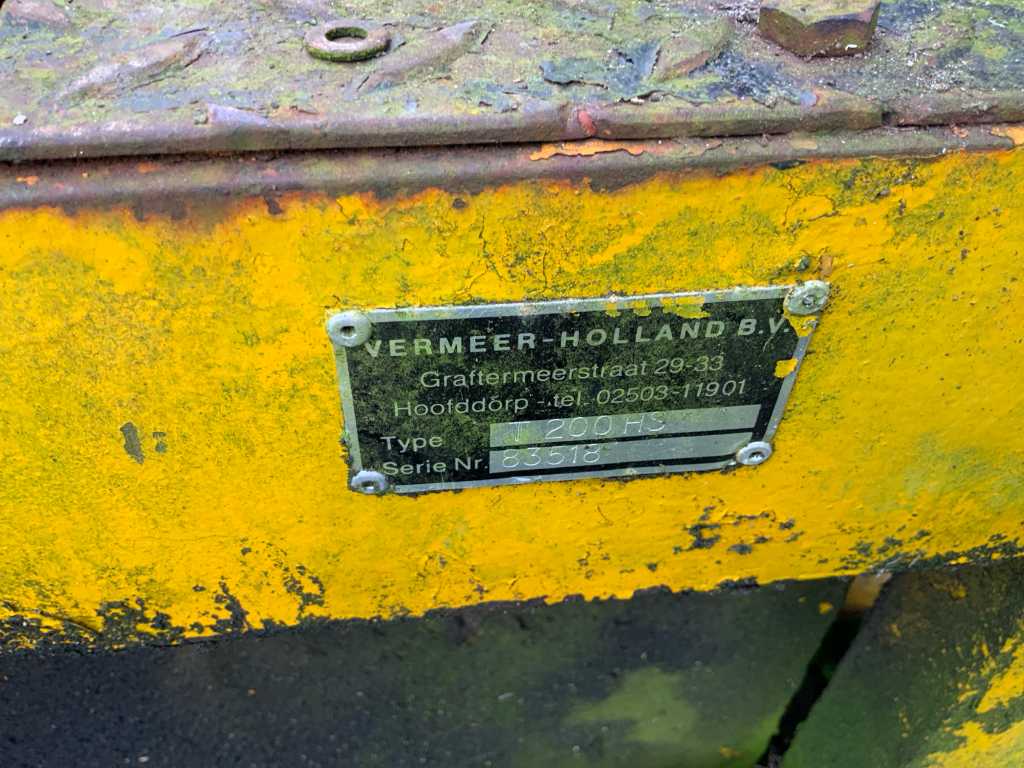 VERMEER-HOLLAND B.V.
Graftermeerstraat 29-33
Hoofddorp - tel. 02503-11901
Type T 200 HS
Serie Nr. 83518